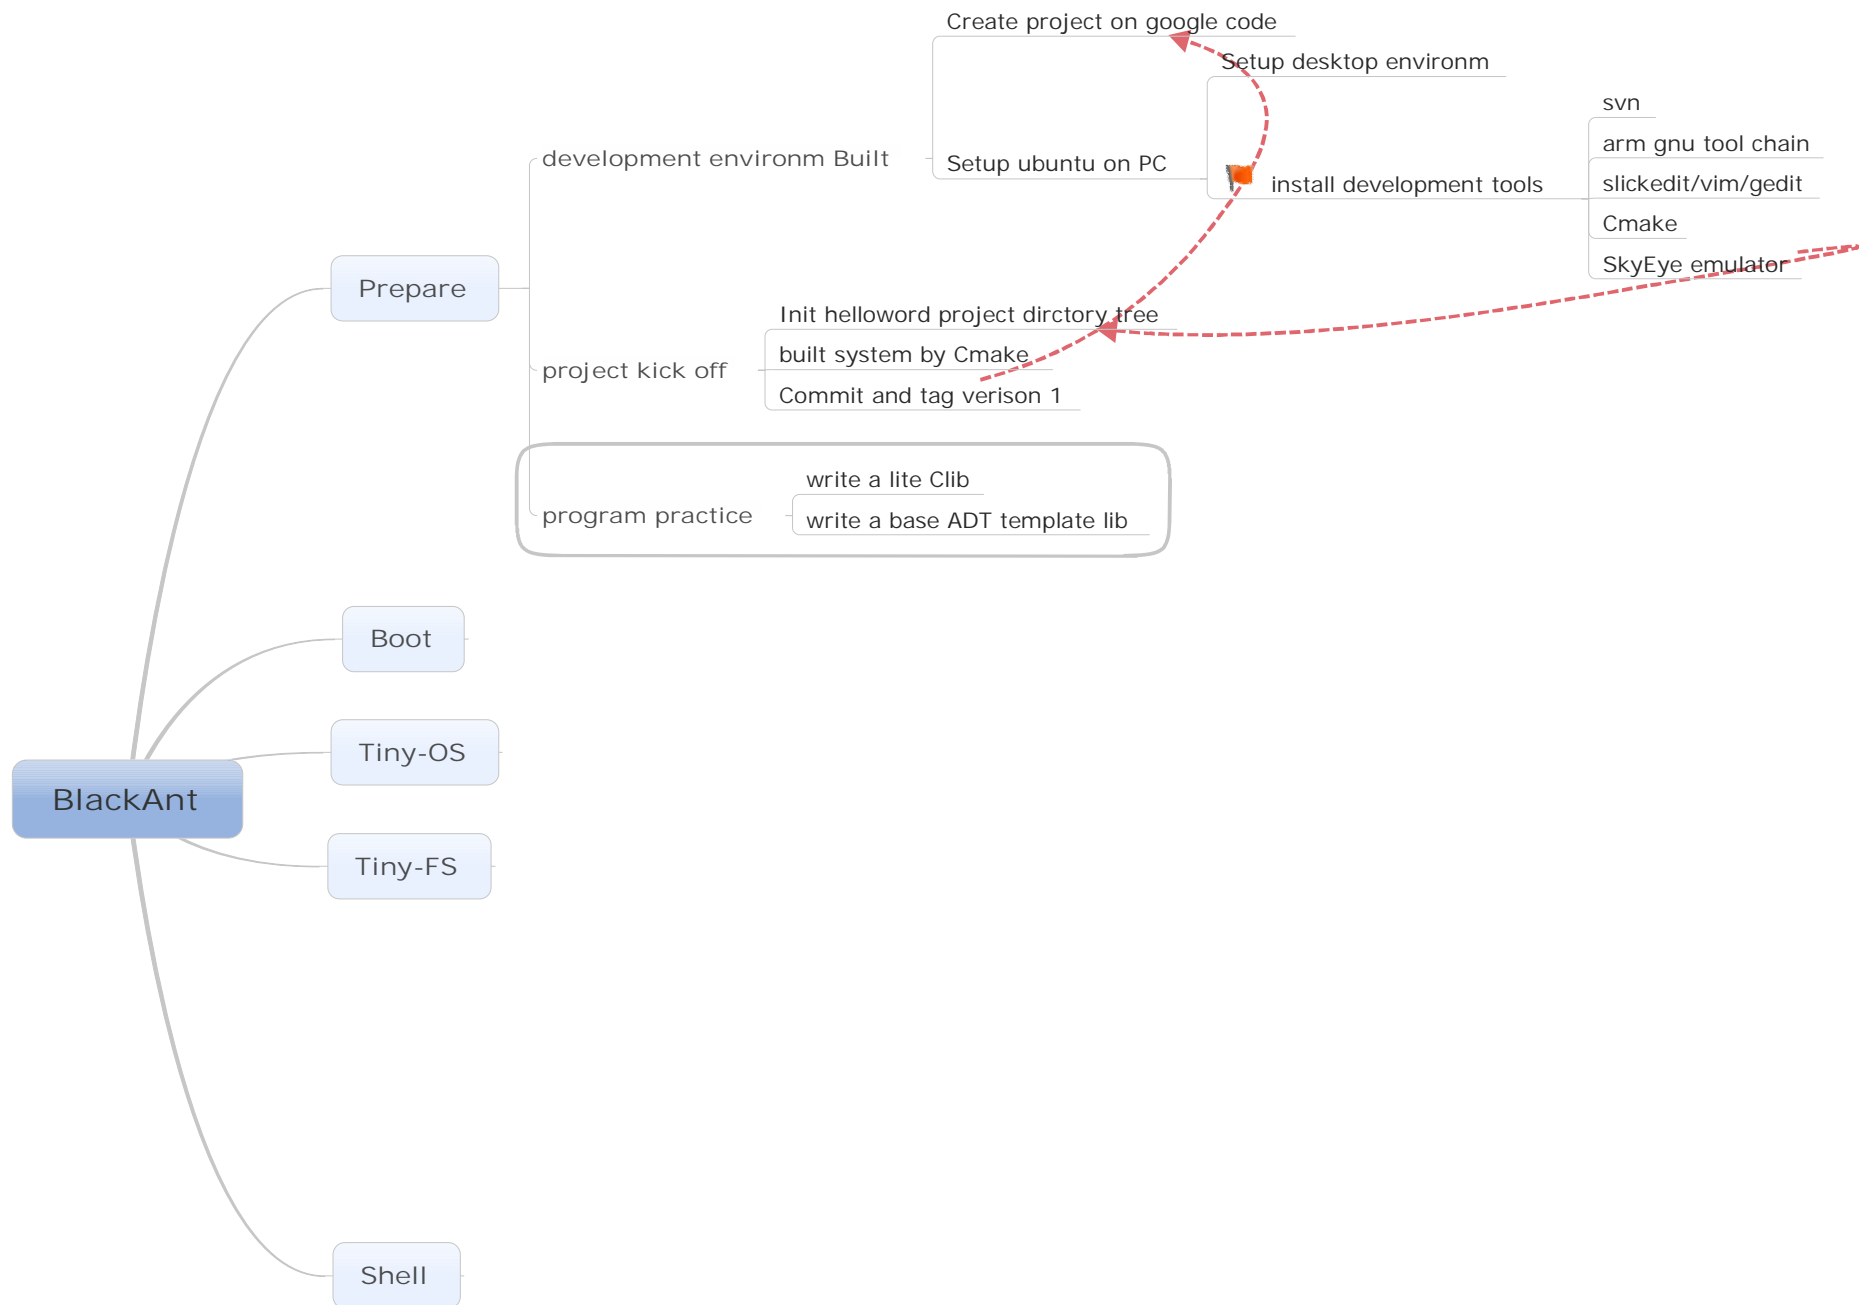 Create project on google code
Setup desktop environm
svn
arm gnu tool chain
development environm Built
Setup ubuntu on PC
install development tools
slickedit/vim/gedit
Cmake
SkyEye emulator
Prepare
Init helloword project dirctory tree
built system by Cmake
project kick off
Commit and tag verison 1
write a lite Clib
program practice
write a base ADT template lib
Boot
Tiny-OS
BlackAnt
Tiny-FS
Shell